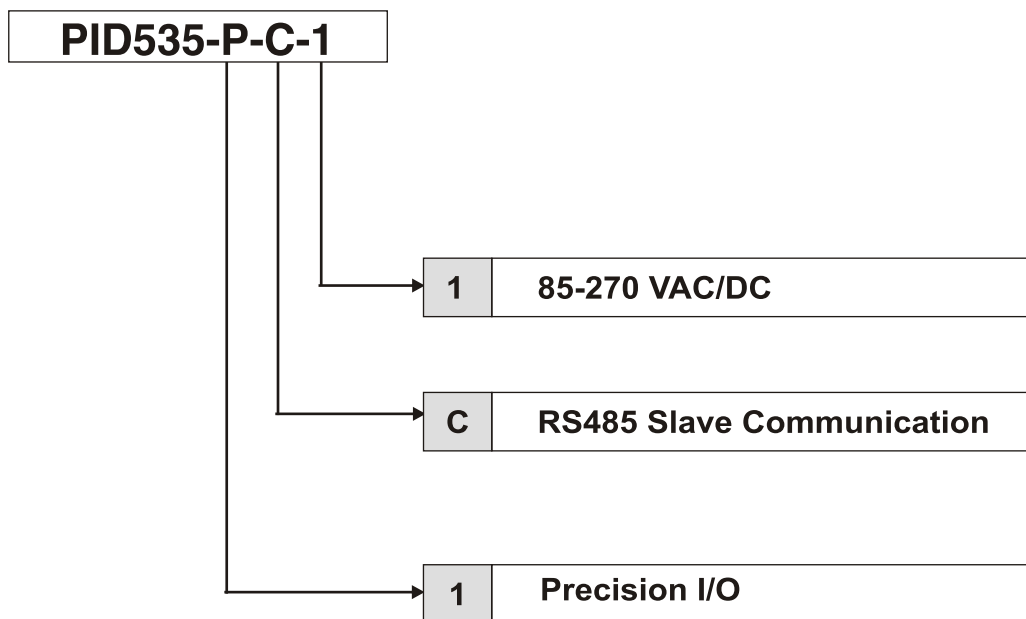 PID535-P-C-1
1 85-270 VAC/DC
C RS485 Slave Communication
1 Precision I/O